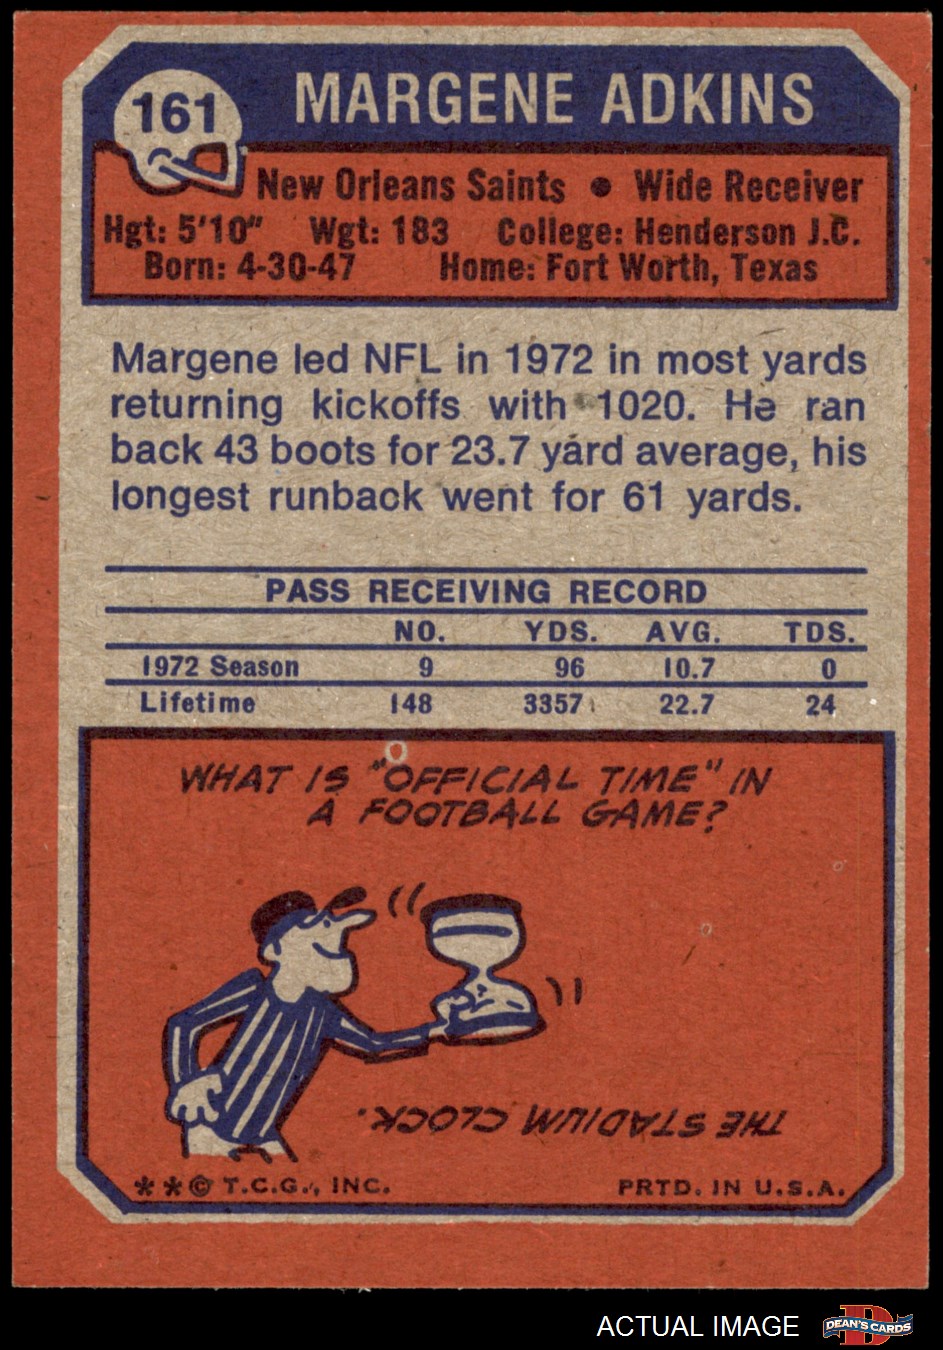 161
MARGENE ADKINS
New Orleans Saints • Wide Receiver
Hgt: 5'10" Wgt: 183 College: Henderson J.C.
Born: 4-30-47 Home: Fort Worth, Texas
Margene led NFL in 1972 in most yards
returning kickoffs with 1020. He ran
back 43 boots for 23.7 yard average, his
longest runback went for 61 yards.
PASS RECEIVING RECORD
NO. YDS. AVG. TDS.
1972 Season 9 96 10.7 0
Lifetime 148 3357 22.7 24
WHAT IS "OFFICIAL TIME" IN
A FOOTBALL GAME?
THE STADIUM CLOCK.
* * © T.C.G., INC. PRTD. IN U.S.A.
ACTUAL IMAGE
DEAN'S CARDS